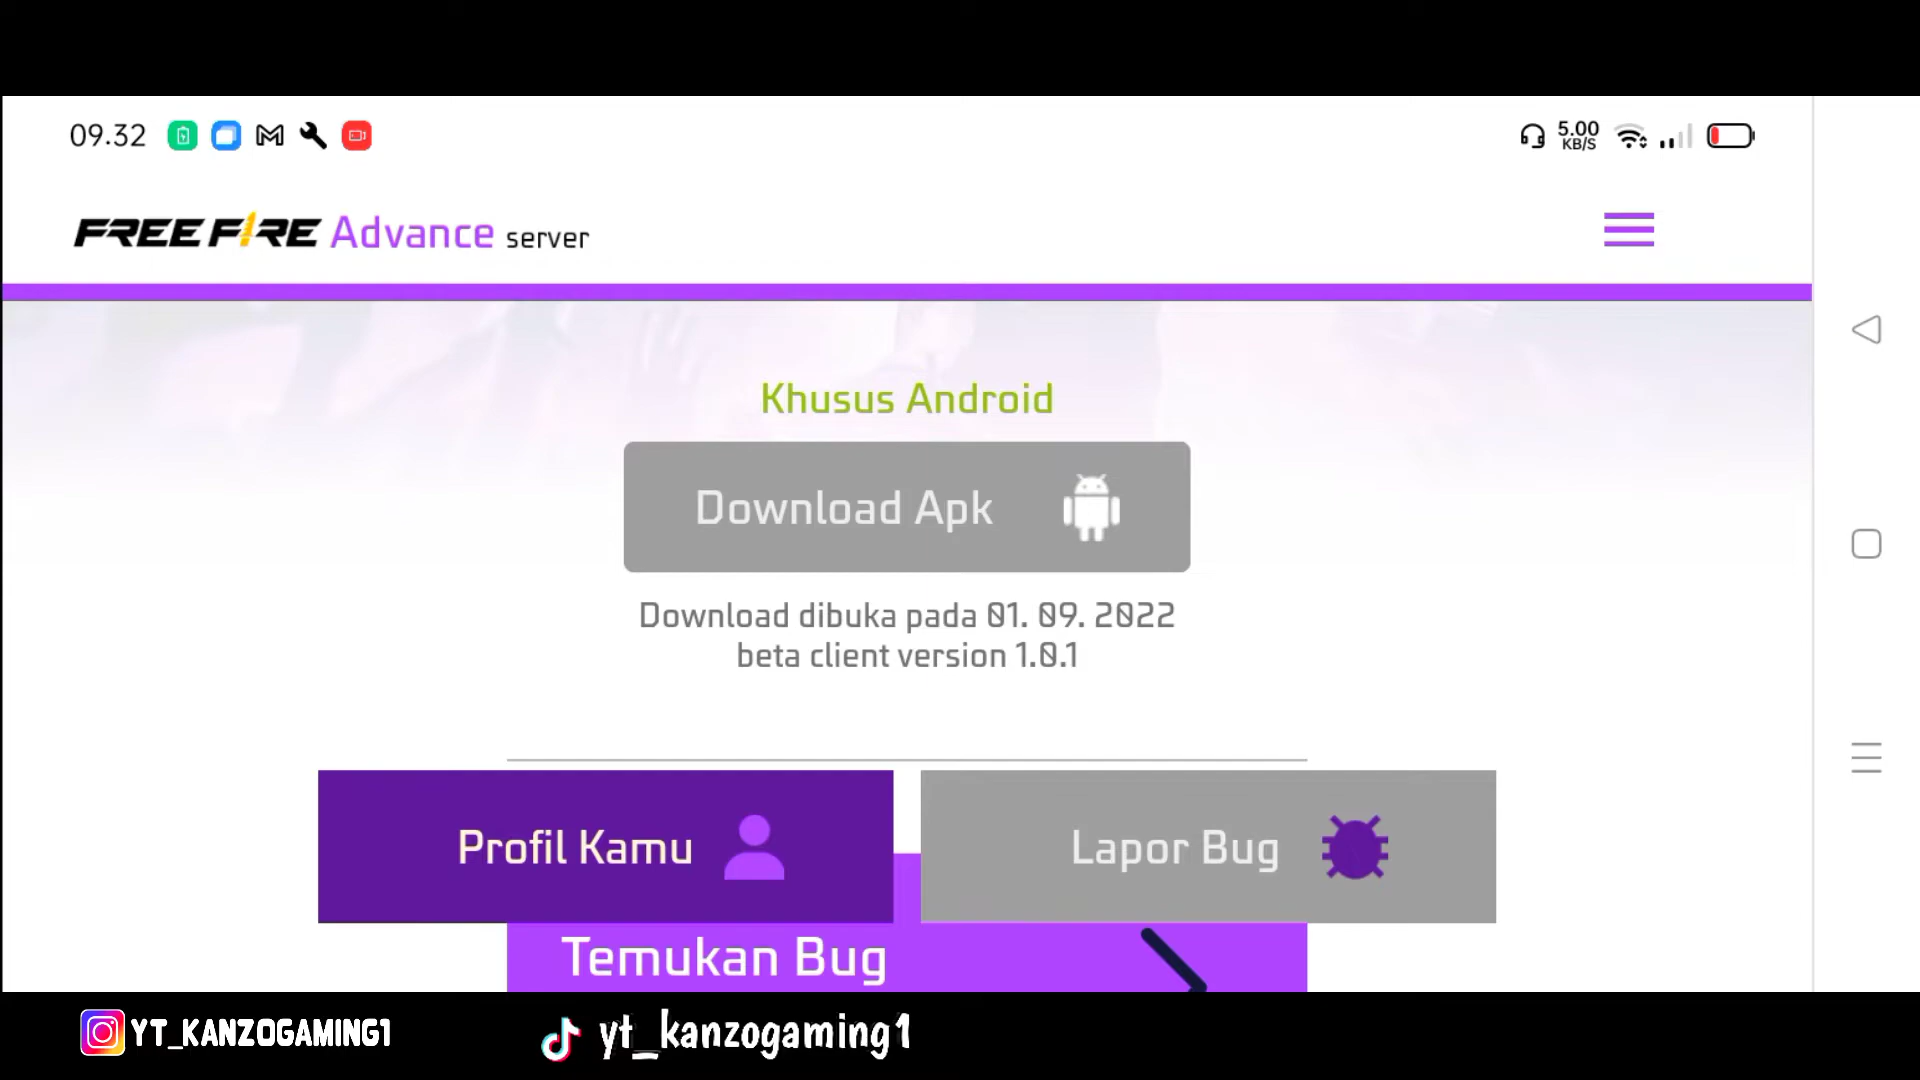 09.32
5.00
KB/S
FREE FIRE Advance server
Khusus Android
Download Apk
Download dibuka pada 01. 09. 2022
beta client version 1.0.1
Profil Kamu
Lapor Bug
Temukan Bug
YT_KANZOGAMING1
yt_kanzogaming1